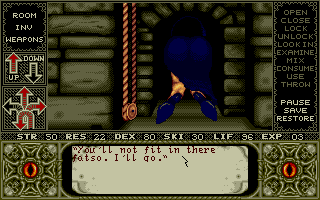 ROOM
INV
WEAPONS
UP
DOWN
OPEN
CLOSE
LOCK
UNLOCK
LOOK IN
EXAMINE
MIX
CONSUME
USE
THROW
PAUSE
SAVE
RESTORE
STR 50 RES 22 DEX 80 SKI 30 LIF 36 EXP 03
"You'll not fit in there
fatso. I'll go."